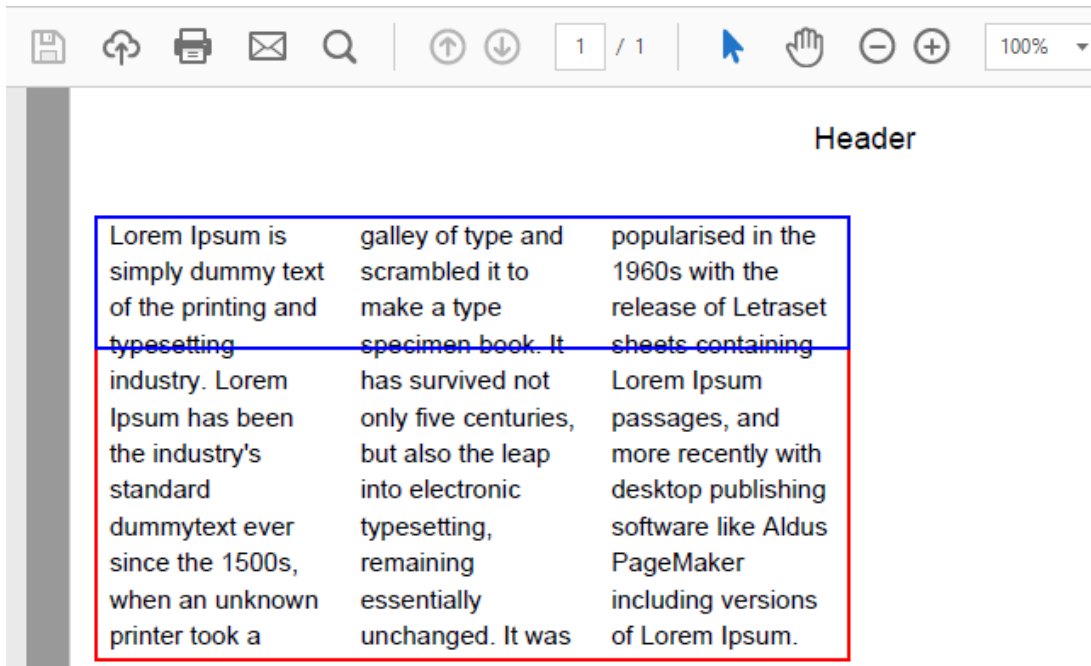 1 / 1
100%
Header
Lorem Ipsum is
simply dummy text
of the printing and
typesetting
industry. Lorem
Ipsum has been
the industry's
standard
dummytext ever
since the 1500s,
when an unknown
printer took a
galley of type and
scrambled it to
make a type
specimen book. It
has survived not
only five centuries,
but also the leap
into electronic
typesetting,
remaining
essentially
unchanged. It was
popularised in the
1960s with the
release of Letraset
sheets containing
Lorem Ipsum
passages, and
more recently with
desktop publishing
software like Aldus
PageMaker
including versions
of Lorem Ipsum.